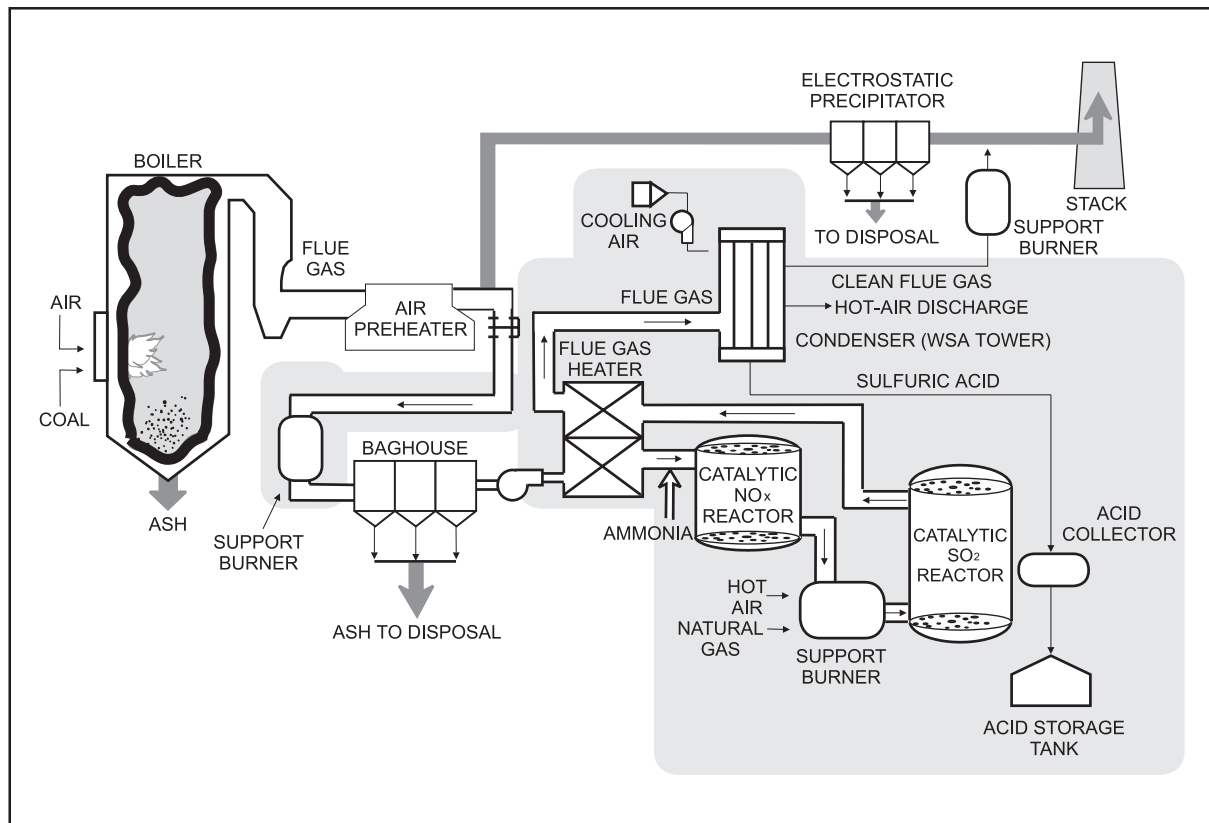 ELECTROSTATIC
PRECIPITATOR
BOILER
STACK
COOLING
AIR
TO DISPOSAL
SUPPORT
BURNER
FLUE
GAS
CLEAN FLUE GAS
FLUE GAS
HOT-AIR DISCHARGE
AIR
AIR
PREHEATER
CONDENSER (WSA TOWER)
FLUE GAS
HEATER
SULFURIC ACID
COAL
BAGHOUSE
CATALYTIC
NOx
REACTOR
ASH
AMMONIA
SUPPORT
BURNER
CATALYTIC
SO2
REACTOR
ACID
COLLECTOR
HOT
AIR
NATURAL
GAS
ASH TO DISPOSAL
SUPPORT
BURNER
ACID STORAGE
TANK